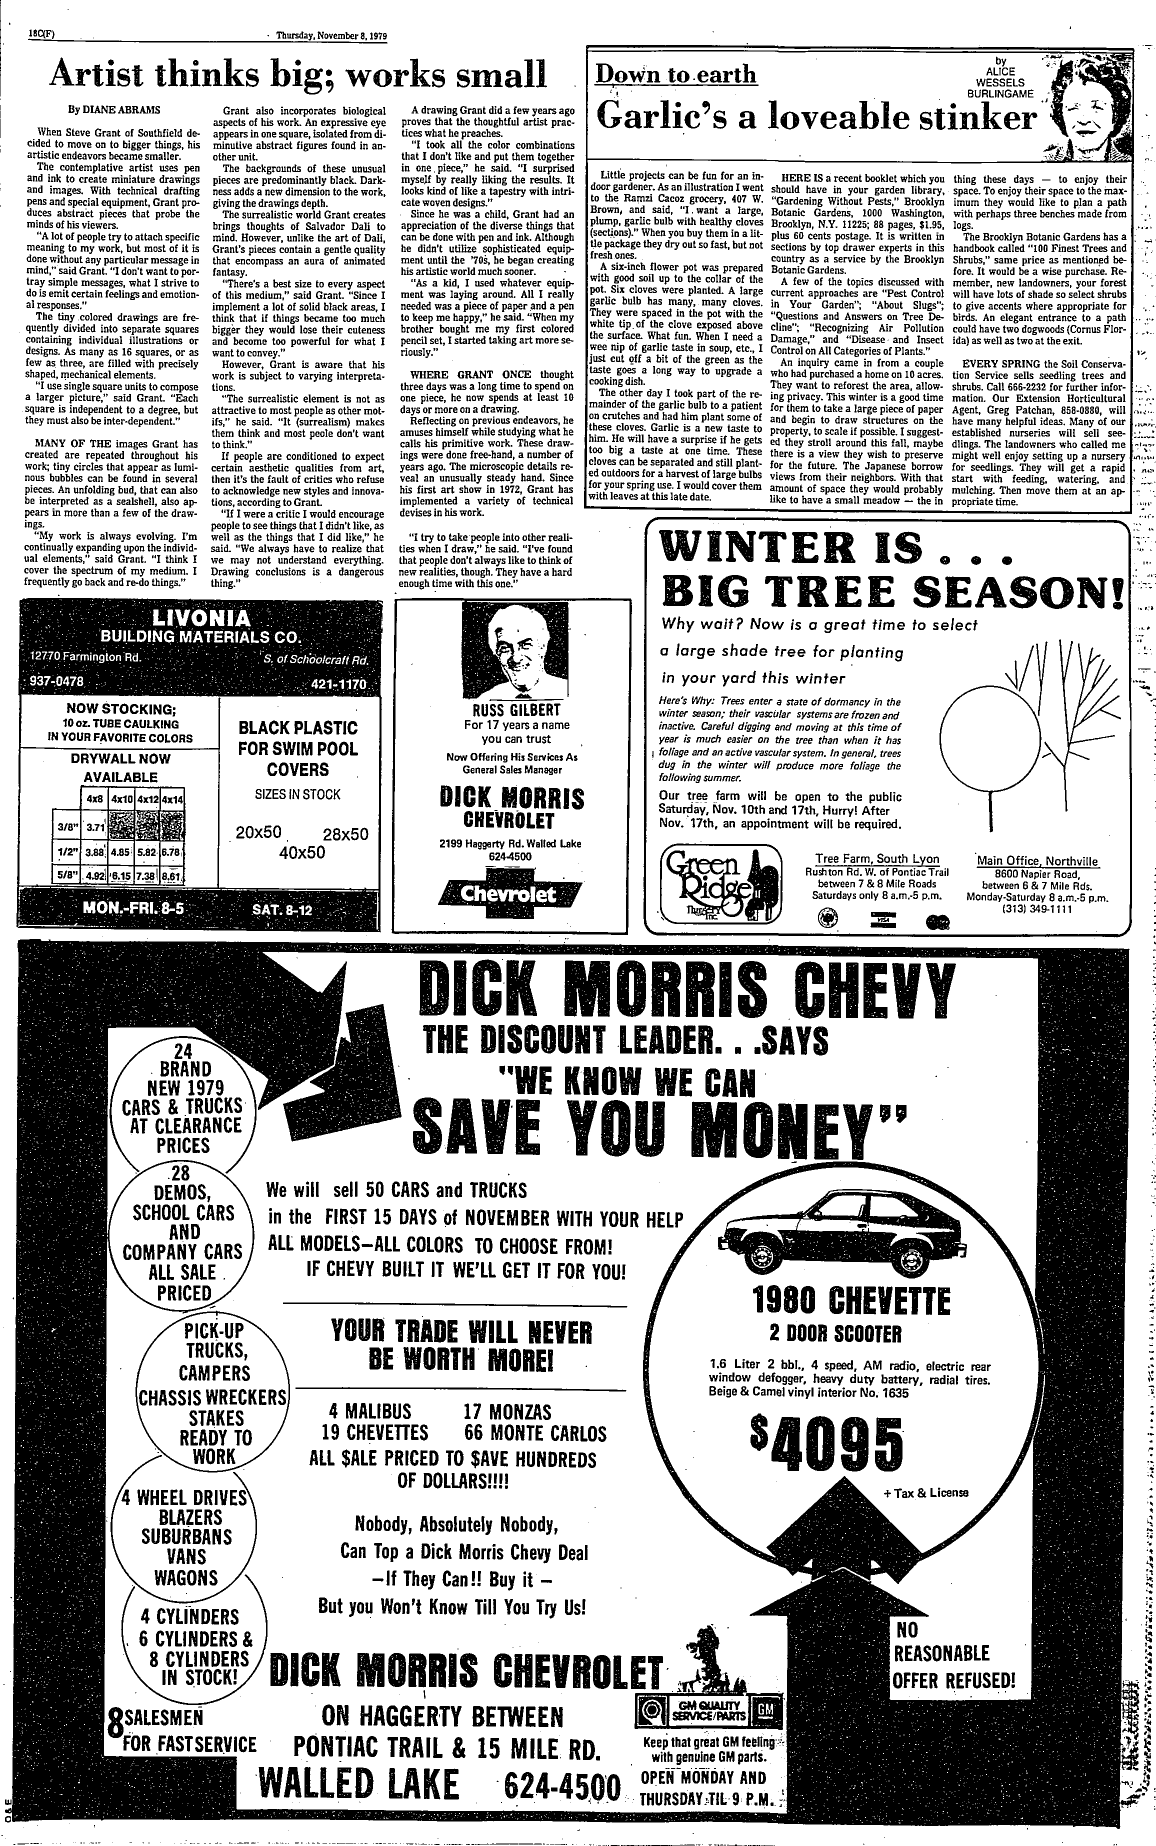 18C(F)
Thursday, November 8, 1979
Artist thinks big; works small
By DIANE ABRAMS
When Steve Grant of Southfield de-
cided to move on to bigger things, his
artistic endeavors became smaller.
The contemplative artist uses pen
and ink to create miniature drawings
and images. With technical drafting
pens and special equipment, Grant pro-
duces abstract pieces that probe the
minds of his viewers.
"A lot of people try to attach specific
meaning to my work, but most of it is
done without any particular message in
mind," said Grant. "I don't want to por-
tray simple messages, what I strive to
do is emit certain feelings and emotion-
al responses."
The tiny colored drawings are fre-
quently divided into separate squares
containing individual illustrations or
designs. As many as 16 squares, or as
few as three, are filled with precisely
shaped, mechanical elements.
"I use single square units to compose
a larger picture," said Grant. "Each
square is independent to a degree, but
they must also be inter-dependent."
MANY OF THE images Grant has
created are repeated throughout his
work; tiny circles that appear as lumi-
nous bubbles can be found in several
pieces. An unfolding bud, that can also
be interpreted as a sealshell, also ap-
pears in more than a few of the draw-
ings.
"My work is always evolving. I'm
continually expanding upon the individ-
ual elements," said Grant. "I think I
cover the spectrum of my medium. I
frequently go back and re-do things."
Grant also incorporates biological
aspects of his work. An expressive eye
appears in one square, isolated from di-
minutive abstract figures found in an-
other unit.
The backgrounds of these unusual
pieces are predominantly black. Dark-
ness adds a new dimension to the work,
giving the drawings depth.
The surrealistic world Grant creates
brings thoughts of Salvador Dali to
mind. However, unlike the art of Dali,
Grant's pieces contain a gentle quality
that encompass an aura of animated
fantasy.
"There's a best size to every aspect
of this medium," said Grant. "Since I
implement a lot of solid black areas, I
think that if things became too much
bigger they would lose their cuteness
and become too powerful for what I
want to convey."
However, Grant is aware that his
work is subject to varying interpreta-
tions.
"The surrealistic element is not as
attractive to most people as other mot-
ifs," he said. "It (surrealism) makes
them think and most peole don't want
to think."
If people are conditioned to expect
certain aesthetic qualities from art,
then it's the fault of critics who refuse
to acknowledge new styles and innova-
tions, according to Grant.
"If I were a critic I would encourage
people to see things that I didn't like, as
well as the things that I did like," he
said. "We always have to realize that
we may not understand everything.
Drawing conclusions is a dangerous
thing."
A drawing Grant did a few years ago
proves that the thoughtful artist prac-
tices what he preaches.
"I took all the color combinations
that I don't like and put them together
in one piece," he said. "I surprised
myself by really liking the results. It
looks kind of like a tapestry with intri-
cate woven designs."
Since he was a child, Grant had an
appreciation of the diverse things that
can be done with pen and ink. Although
he didn't utilize sophisticated equip-
ment until the '70s, he began creating
his artistic world much sooner.
"As a kid, I used whatever equip-
ment was laying around. All I really
needed was a piece of paper and a pen
to keep me happy," he said. "When my
brother bought me my first colored
pencil set, I started taking art more se-
riously."
WHERE GRANT ONCE thought
three days was a long time to spend on
one piece, he now spends at least 10
days or more on a drawing.
Reflecting on previous endeavors, he
amuses himself while studying what he
calls his primitive work. These draw-
ings were done free-hand, a number of
years ago. The microscopic details re-
veal an unusually steady hand. Since
his first art show in 1972, Grant has
implemented a variety of technical
devises in his work.
"I try to take people into other reali-
ties when I draw," he said. "I've found
that people don't always like to think of
new realities, though. They have a hard
enough time with this one."
Down to earth
by
ALICE
WESSELS
BURLINGAME
Garlic's a loveable stinker
Little projects can be fun for an in-
door gardener. As an illustration I went
to the Ramzi Cacoz grocery, 407 W.
Brown, and said, "I want a large,
plump, garlic bulb with healthy cloves
(sections)." When you buy them in a lit-
tle package they dry out so fast, but not
fresh ones.
A six-inch flower pot was prepared
with good soil up to the collar of the
pot. Six cloves were planted. A large
garlic bulb has many, many cloves.
They were spaced in the pot with the
white tip of the clove exposed above
the surface. What fun. When I need a
wee nip of garlic taste in soup, etc., I
just cut off a bit of the green as the
taste goes a long way to upgrade a
cooking dish.
The other day I took part of the re-
mainder of the garlic bulb to a patient
on crutches and had him plant some of
these cloves. Garlic is a new taste to
him. He will have a surprise if he gets
too big a taste at one time. These
cloves can be separated and still plant-
ed outdoors for a harvest of large bulbs
for your spring use. I would cover them
with leaves at this late date.
HERE IS a recent booklet which you
should have in your garden library,
"Gardening Without Pests," Brooklyn
Botanic Gardens, 1000 Washington,
Brooklyn, N.Y. 11225; 88 pages, $1.95,
plus 60 cents postage. It is written in
sections by top drawer experts in this
country as a service by the Brooklyn
Botanic Gardens.
A few of the topics discussed with
current approaches are "Pest Control
in Your Garden"; "About Slugs";
"Questions and Answers on Tree De-
cline"; "Recognizing Air Pollution
Damage," and "Disease and Insect
Control on All Categories of Plants."
An inquiry came in from a couple
who had purchased a home on 10 acres.
They want to reforest the area, allow-
ing privacy. This winter is a good time
for them to take a large piece of paper
and begin to draw structures on the
property, to scale if possible. I suggest-
ed they stroll around this fall, maybe
there is a view they wish to preserve
for the future. The Japanese borrow
views from their neighbors. With that
amount of space they would probably
like to have a small meadow — the in
thing these days — to enjoy their
space. To enjoy their space to the max-
imum they would like to plan a path
with perhaps three benches made from
logs.
The Brooklyn Botanic Gardens has a
handbook called "100 Finest Trees and
Shrubs," same price as mentioned be-
fore. It would be a wise purchase. Re-
member, new landowners, your forest
will have lots of shade so select shrubs
to give accents where appropriate for
birds. An elegant entrance to a path
could have two dogwoods (Cornus Flor-
ida) as well as two at the exit.
EVERY SPRING the Soil Conserva-
tion Service sells seedling trees and
shrubs. Call 666-2232 for further infor-
mation. Our Extension Horticultural
Agent, Greg Patchan, 858-0880, will
have many helpful ideas. Many of our
established nurseries will sell see-
dlings. The landowners who called me
might well enjoy setting up a nursery
for seedlings. They will get a rapid
start with feeding, watering, and
mulching. Then move them at an ap-
propriate time.
LIVONIA
BUILDING MATERIALS CO.
12770 Farmington Rd. S. of Schoolcraft Rd.
937-0478 421-1170
NOW STOCKING;
10 oz. TUBE CAULKING
IN YOUR FAVORITE COLORS
DRYWALL NOW
AVAILABLE
4x8 4x10 4x12 4x14
3/8" 3.71
1/2" 3.88 4.85 5.82 6.78
5/8" 4.92 6.15 7.38 8.61
BLACK PLASTIC
FOR SWIM POOL
COVERS
SIZES IN STOCK
20x50 28x50
40x50
MON.-FRI. 8-5 SAT. 8-12
RUSS GILBERT
For 17 years a name
you can trust
Now Offering His Services As
General Sales Manager
DICK MORRIS
CHEVROLET
2199 Haggerty Rd. Walled Lake
624-4500
Chevrolet
WINTER IS . . .
BIG TREE SEASON!
Why wait? Now is a great time to select
a large shade tree for planting
in your yard this winter
Here's Why: Trees enter a state of dormancy in the
winter season; their vascular systems are frozen and
inactive. Careful digging and moving at this time of
year is much easier on the tree than when it has
foliage and an active vascular system. In general, trees
dug in the winter will produce more foliage the
following summer.
Our tree farm will be open to the public
Saturday, Nov. 10th and 17th, Hurry! After
Nov. 17th, an appointment will be required.
Green
Ridge
Nursery
Inc.
Tree Farm, South Lyon
Rushton Rd. W. of Pontiac Trail
between 7 & 8 Mile Roads
Saturdays only 8 a.m.-5 p.m.
VISA
Main Office, Northville
8600 Napier Road,
between 6 & 7 Mile Rds.
Monday-Saturday 8 a.m.-5 p.m.
(313) 349-1111
DICK MORRIS CHEVY
THE DISCOUNT LEADER. . .SAYS
"WE KNOW WE CAN
SAVE YOU MONEY"
24
BRAND
NEW 1979
CARS & TRUCKS
AT CLEARANCE
PRICES
28
DEMOS,
SCHOOL CARS
AND
COMPANY CARS
ALL SALE
PRICED
PICK-UP
TRUCKS,
CAMPERS
CHASSIS WRECKERS
STAKES
READY TO
WORK
4 WHEEL DRIVES
BLAZERS
SUBURBANS
VANS
WAGONS
4 CYLINDERS
6 CYLINDERS &
8 CYLINDERS
IN STOCK!
8 SALESMEN
FOR FAST SERVICE
We will sell 50 CARS and TRUCKS
in the FIRST 15 DAYS of NOVEMBER WITH YOUR HELP
ALL MODELS—ALL COLORS TO CHOOSE FROM!
IF CHEVY BUILT IT WE'LL GET IT FOR YOU!
YOUR TRADE WILL NEVER
BE WORTH MORE!
4 MALIBUS 17 MONZAS
19 CHEVETTES 66 MONTE CARLOS
ALL $ALE PRICED TO $AVE HUNDREDS
OF DOLLARS!!!!
Nobody, Absolutely Nobody,
Can Top a Dick Morris Chevy Deal
—If They Can!! Buy it —
But you Won't Know Till You Try Us!
1980 CHEVETTE
2 DOOR SCOOTER
1.6 Liter 2 bbl., 4 speed, AM radio, electric rear
window defogger, heavy duty battery, radial tires.
Beige & Camel vinyl interior No. 1635
$4095
+ Tax & License
NO
REASONABLE
OFFER REFUSED!
DICK MORRIS CHEVROLET
ON HAGGERTY BETWEEN
PONTIAC TRAIL & 15 MILE RD.
WALLED LAKE 624-4500
GM QUALITY
SERVICE/PARTS
GM
Keep that great GM feeling
with genuine GM parts.
OPEN MONDAY AND
THURSDAY TIL 9 P.M.
O&E